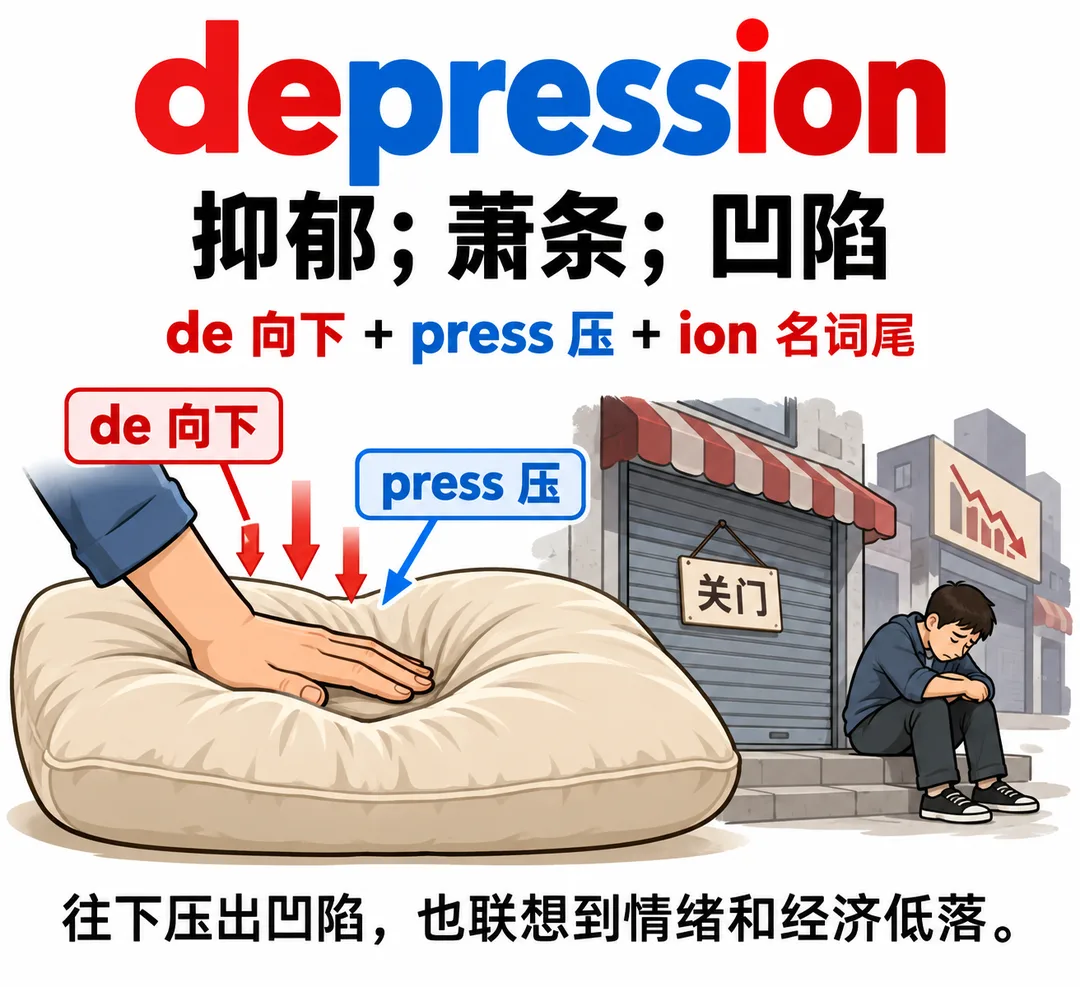 depression
抑郁；萧条；凹陷
de 向下 + press 压 + ion 名词尾
de 向下
press 压
关门
往下压出凹陷，也联想到情绪和经济低落。